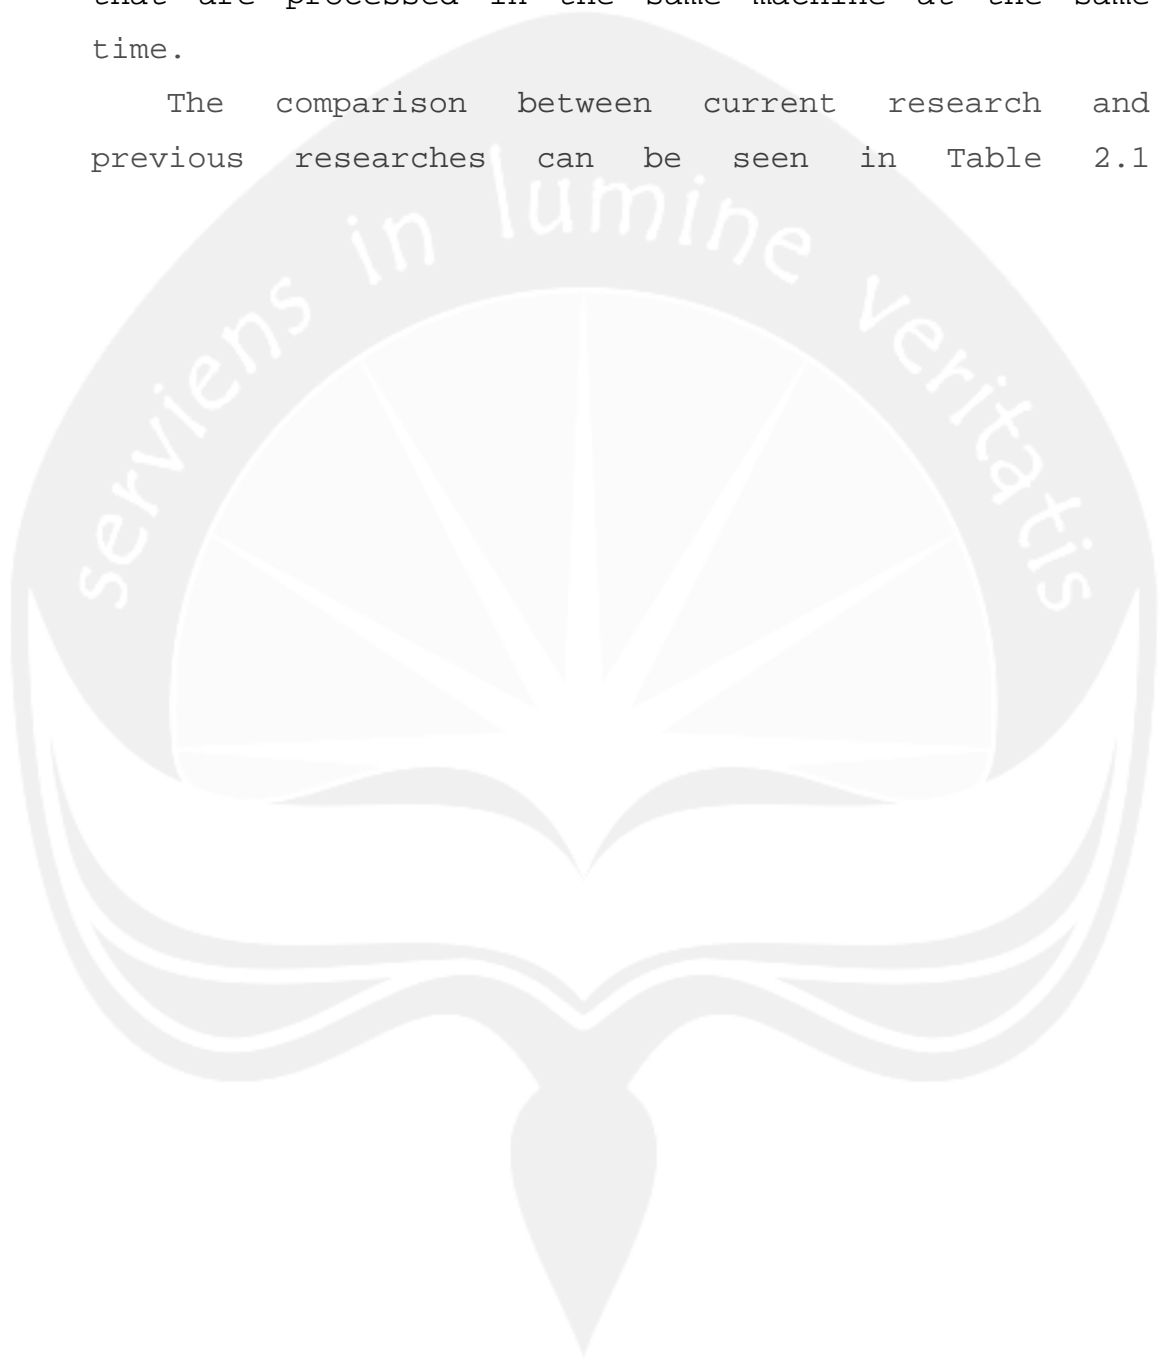 that are processed in the same machine at the same
time.
The comparison between current research and
previous researches can be seen in Table 2.1
serviens in lumine veritatis